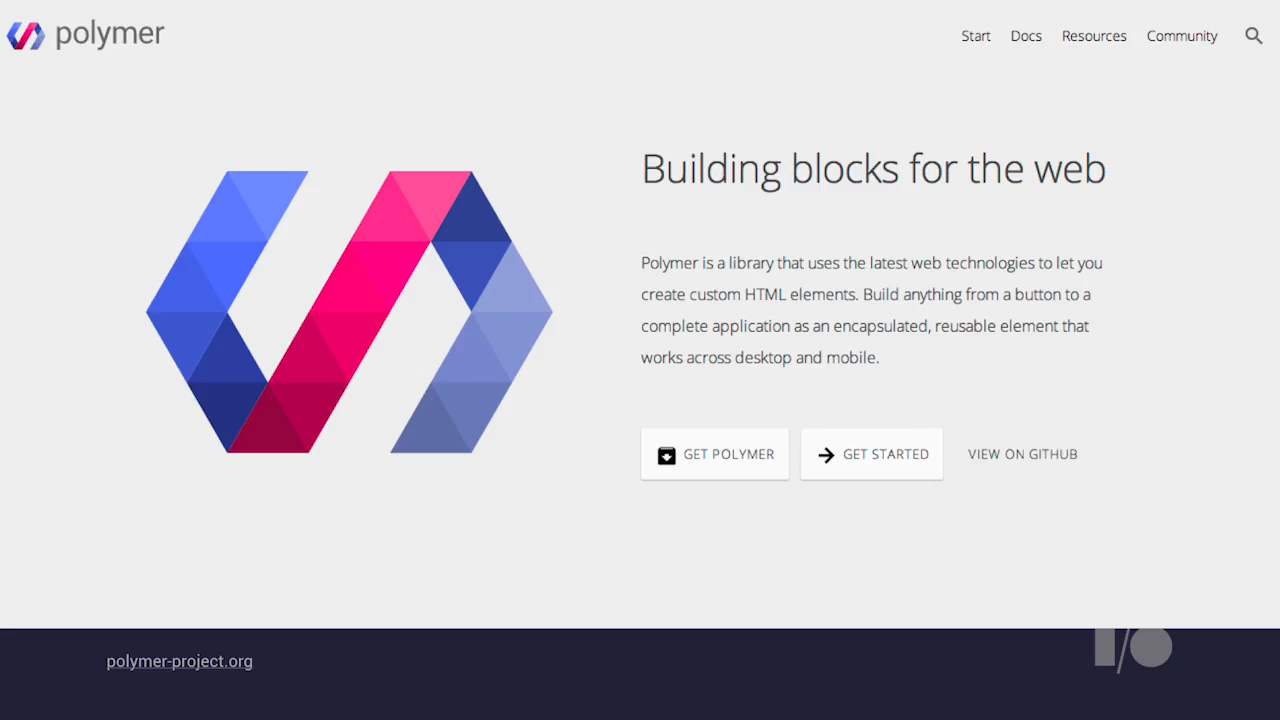 polymer
Start Docs Resources Community
Building blocks for the web
Polymer is a library that uses the latest web technologies to let you
create custom HTML elements. Build anything from a button to a
complete application as an encapsulated, reusable element that
works across desktop and mobile.
GET POLYMER GET STARTED VIEW ON GITHUB
polymer-project.org
I/O